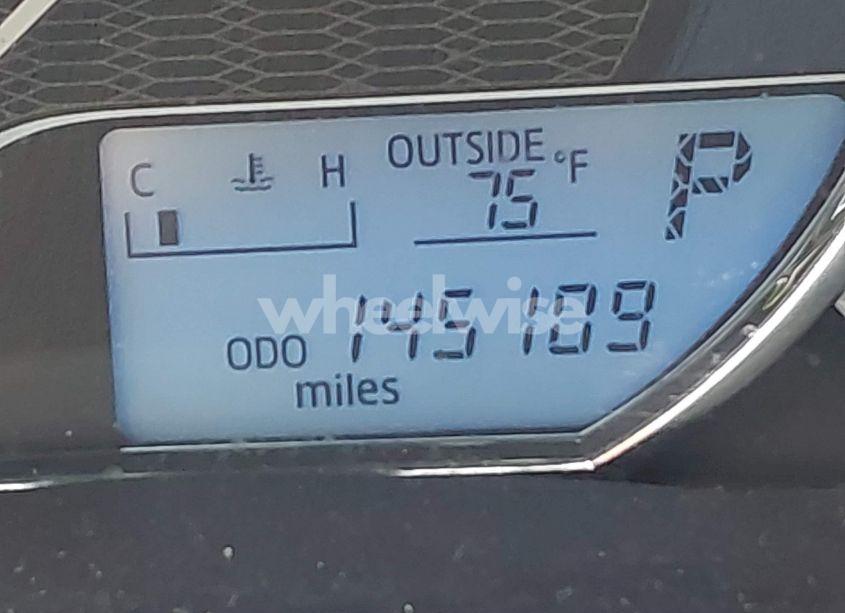 OUTSIDE °F
C H
75
P
ODO 145189
miles
wheelwise